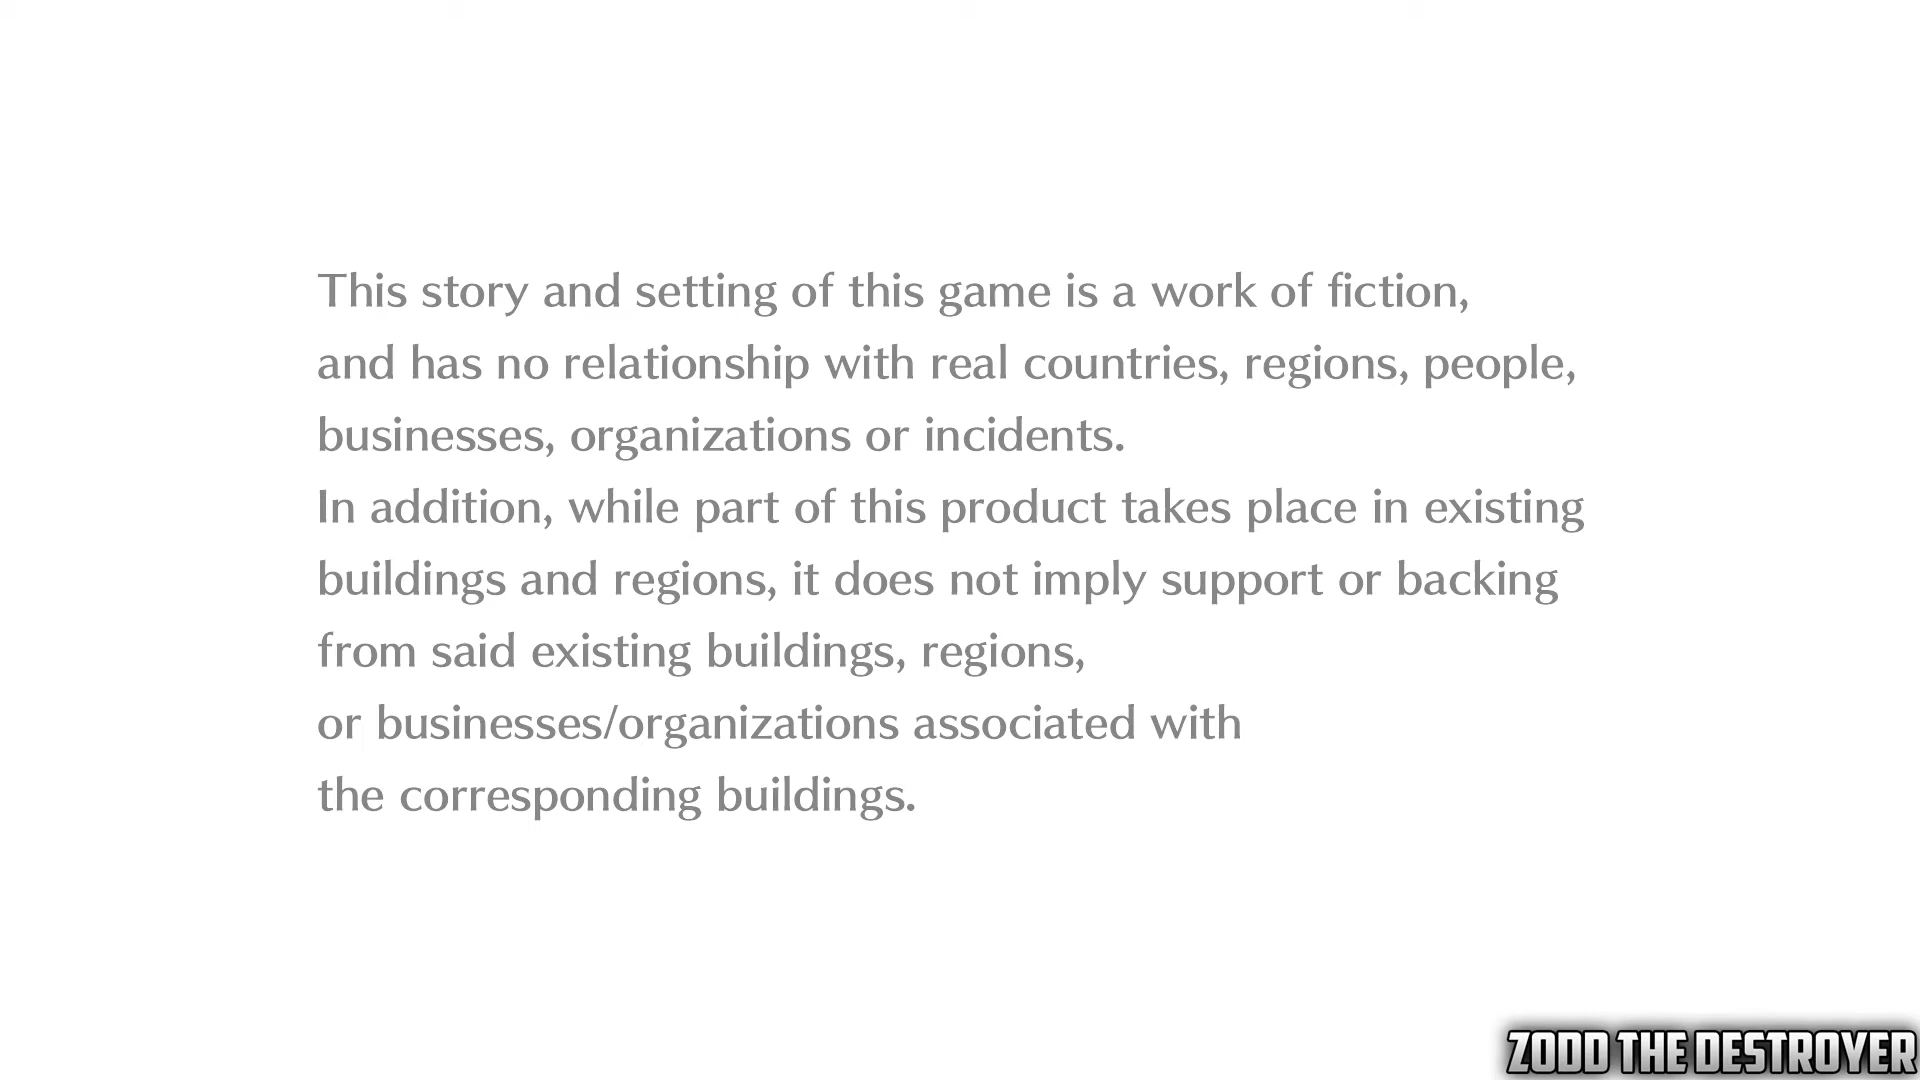 This story and setting of this game is a work of fiction,
and has no relationship with real countries, regions, people,
businesses, organizations or incidents.
In addition, while part of this product takes place in existing
buildings and regions, it does not imply support or backing
from said existing buildings, regions,
or businesses/organizations associated with
the corresponding buildings.
ZODD THE DESTROYER